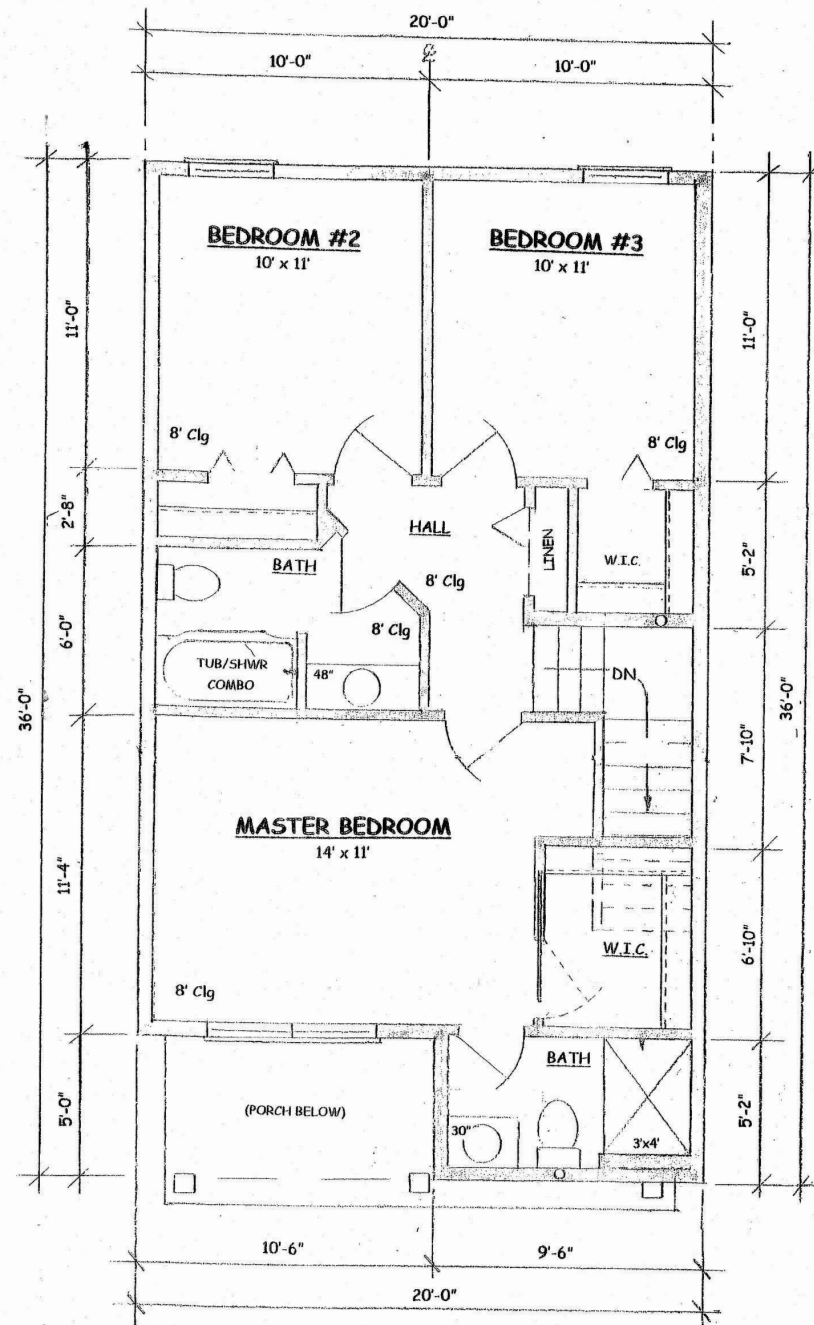 20'-0"
10'-0"
℄
10'-0"
BEDROOM #2
10' x 11'
BEDROOM #3
10' x 11'
11'-0"
11'-0"
8' Clg
8' Clg
2'-8"
HALL
LINEN
W.I.C.
5'-2"
BATH
8' Clg
6'-0"
8' Clg
TUB/SHWR
COMBO
48"
DN
36'-0"
36'-0"
7'-10"
MASTER BEDROOM
14' x 11'
11'-4"
W.I.C.
6'-10"
8' Clg
BATH
5'-0"
(PORCH BELOW)
30"
3'x4'
5'-2"
10'-6"
9'-6"
20'-0"